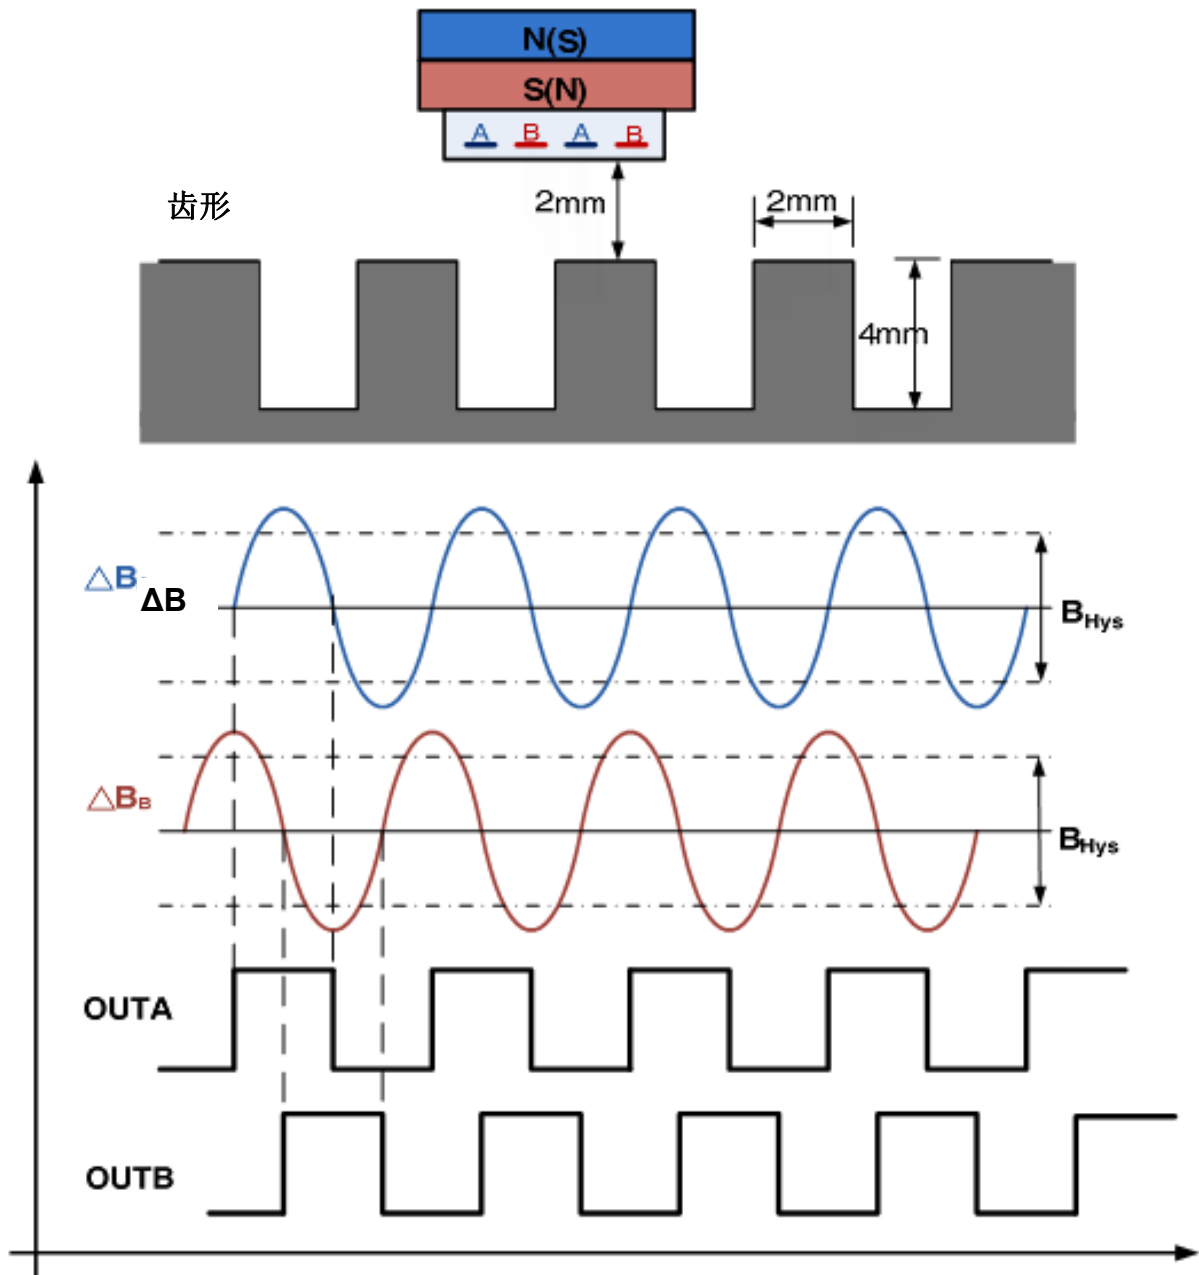 N(S)
S(N)
A B A B
齿形
2mm
2mm
4mm
△B
ΔB
BHys
△BB
BHys
OUTA
OUTB